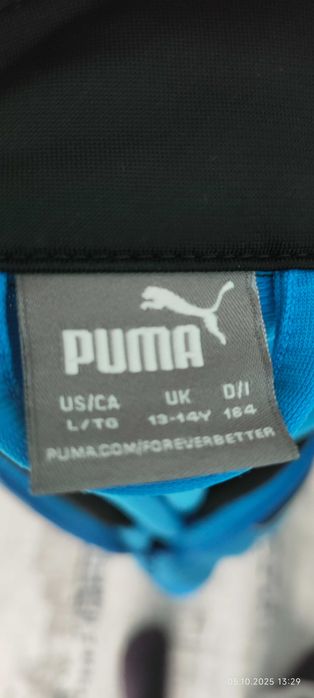 PUMA
US/CA UK D/I
L/TG 13-14Y 164
PUMA.COM/FOREVERBETTER
05.10.2025 13:29